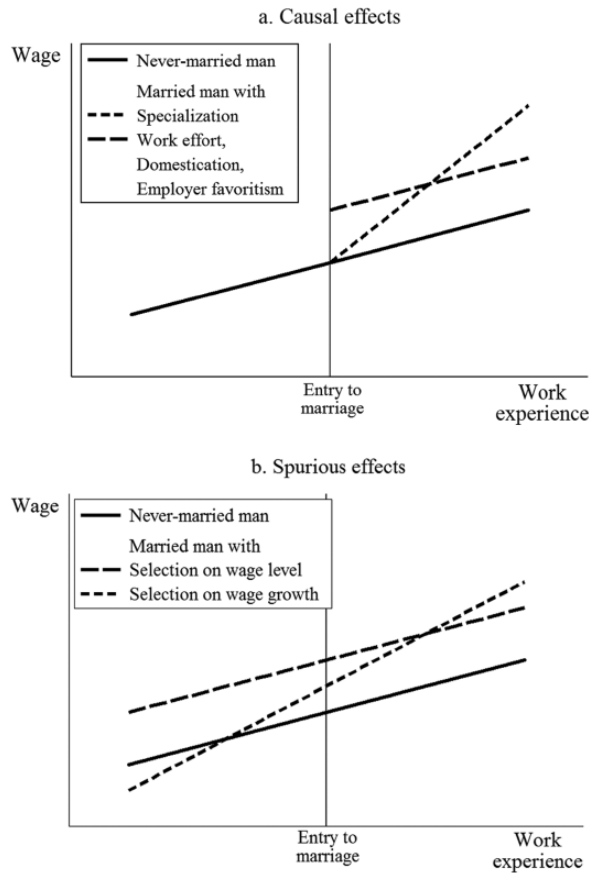 a. Causal effects
Wage
Never-married man
Married man with
Specialization
Work effort,
Domestication,
Employer favoritism
Entry to
marriage
Work
experience
b. Spurious effects
Wage
Never-married man
Married man with
Selection on wage level
Selection on wage growth
Entry to
marriage
Work
experience